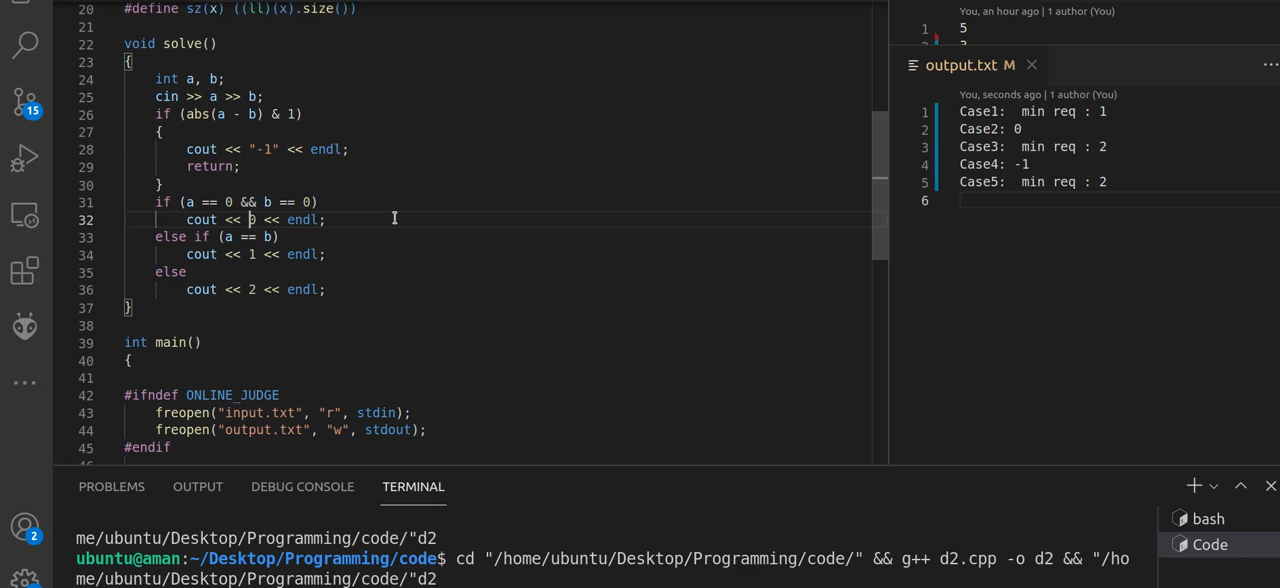 20 #define sz(x) ((ll)(x).size())
21
22 void solve()
23 {
24 int a, b;
25 cin >> a >> b;
26 if (abs(a - b) & 1)
27 {
28 cout << "-1" << endl;
29 return;
30 }
31 if (a == 0 && b == 0)
32 cout << 0 << endl;
33 else if (a == b)
34 cout << 1 << endl;
35 else
36 cout << 2 << endl;
37 }
38
39 int main()
40 {
41
42 #ifndef ONLINE_JUDGE
43 freopen("input.txt", "r", stdin);
44 freopen("output.txt", "w", stdout);
45 #endif
You, an hour ago | 1 author (You)
1 5
output.txt M
You, seconds ago | 1 author (You)
1 Case1: min req : 1
2 Case2: 0
3 Case3: min req : 2
4 Case4: -1
5 Case5: min req : 2
6
15
2
PROBLEMS OUTPUT DEBUG CONSOLE TERMINAL
me/ubuntu/Desktop/Programming/code/"d2
ubuntu@aman:~/Desktop/Programming/code$ cd "/home/ubuntu/Desktop/Programming/code/" && g++ d2.cpp -o d2 && "/ho
me/ubuntu/Desktop/Programming/code/"d2
bash
Code